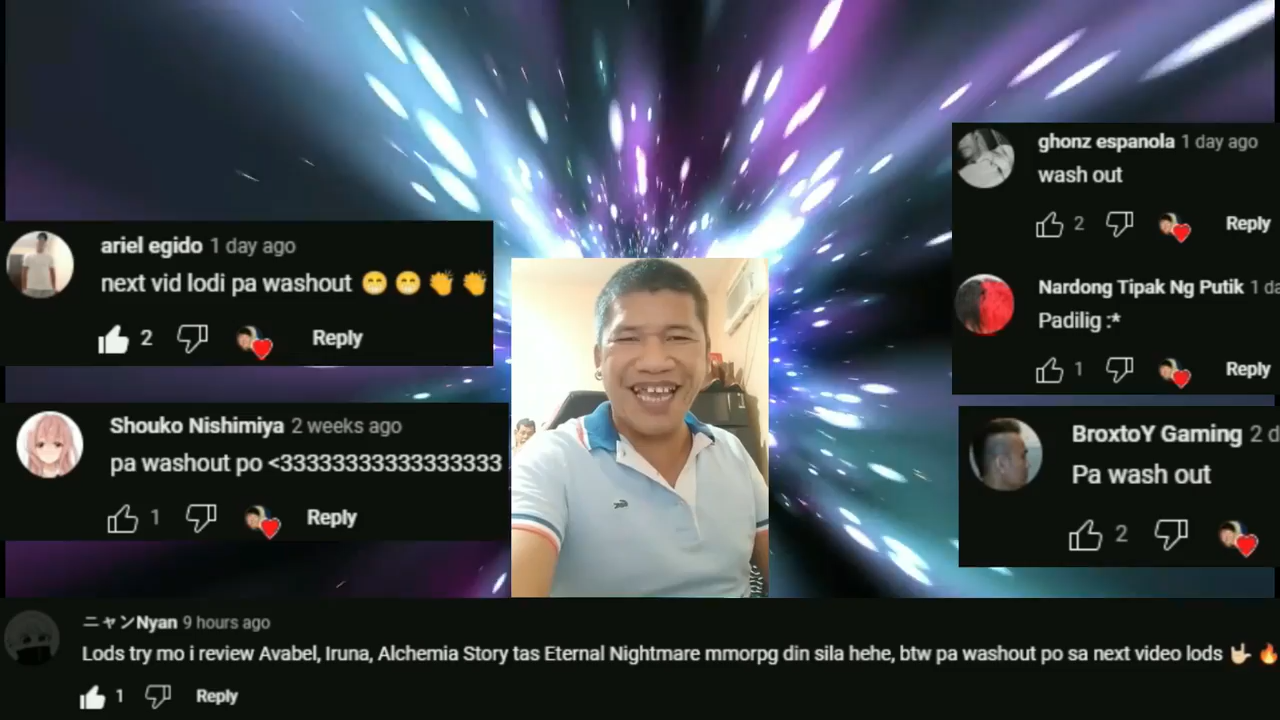 ariel egido 1 day ago
next vid lodi pa washout 😁 😁 👏 👏
2 Reply
Shouko Nishimiya 2 weeks ago
pa washout po <33333333333333333
1 Reply
ghonz espanola 1 day ago
wash out
2 Reply
Nardong Tipak Ng Putik 1 da
Padilig :*
1 Reply
BroxtoY Gaming 2 d
Pa wash out
2
ニャンNyan 9 hours ago
Lods try mo i review Avabel, Iruna, Alchemia Story tas Eternal Nightmare mmorpg din sila hehe, btw pa washout po sa next video lods 🤟🏻 🔥
1 Reply